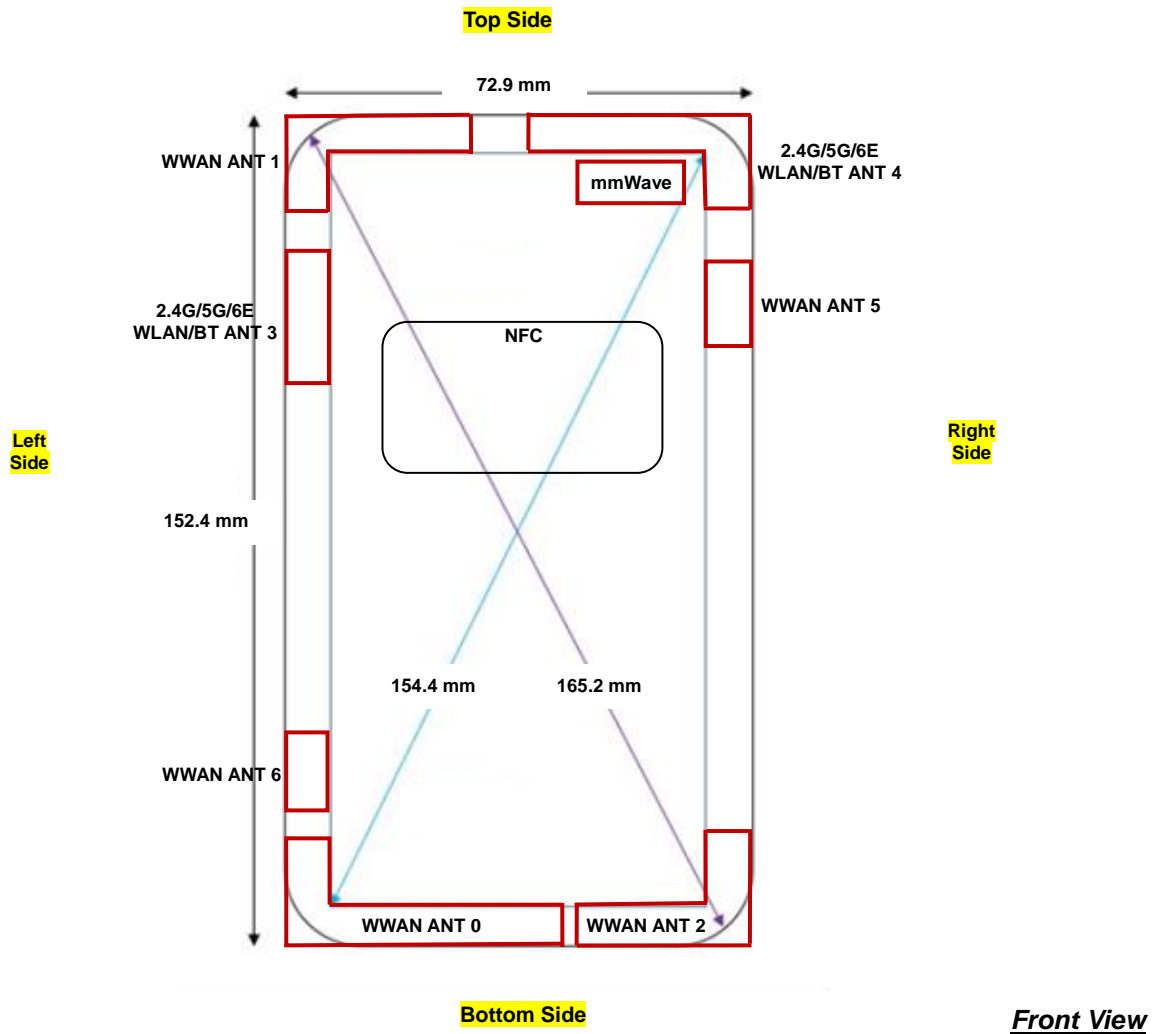 Top Side
72.9 mm
WWAN ANT 1
2.4G/5G/6E
WLAN/BT ANT 4
mmWave
2.4G/5G/6E
WLAN/BT ANT 3
WWAN ANT 5
NFC
Left
Side
Right
Side
152.4 mm
154.4 mm
165.2 mm
WWAN ANT 6
WWAN ANT 0
WWAN ANT 2
Bottom Side
Front View